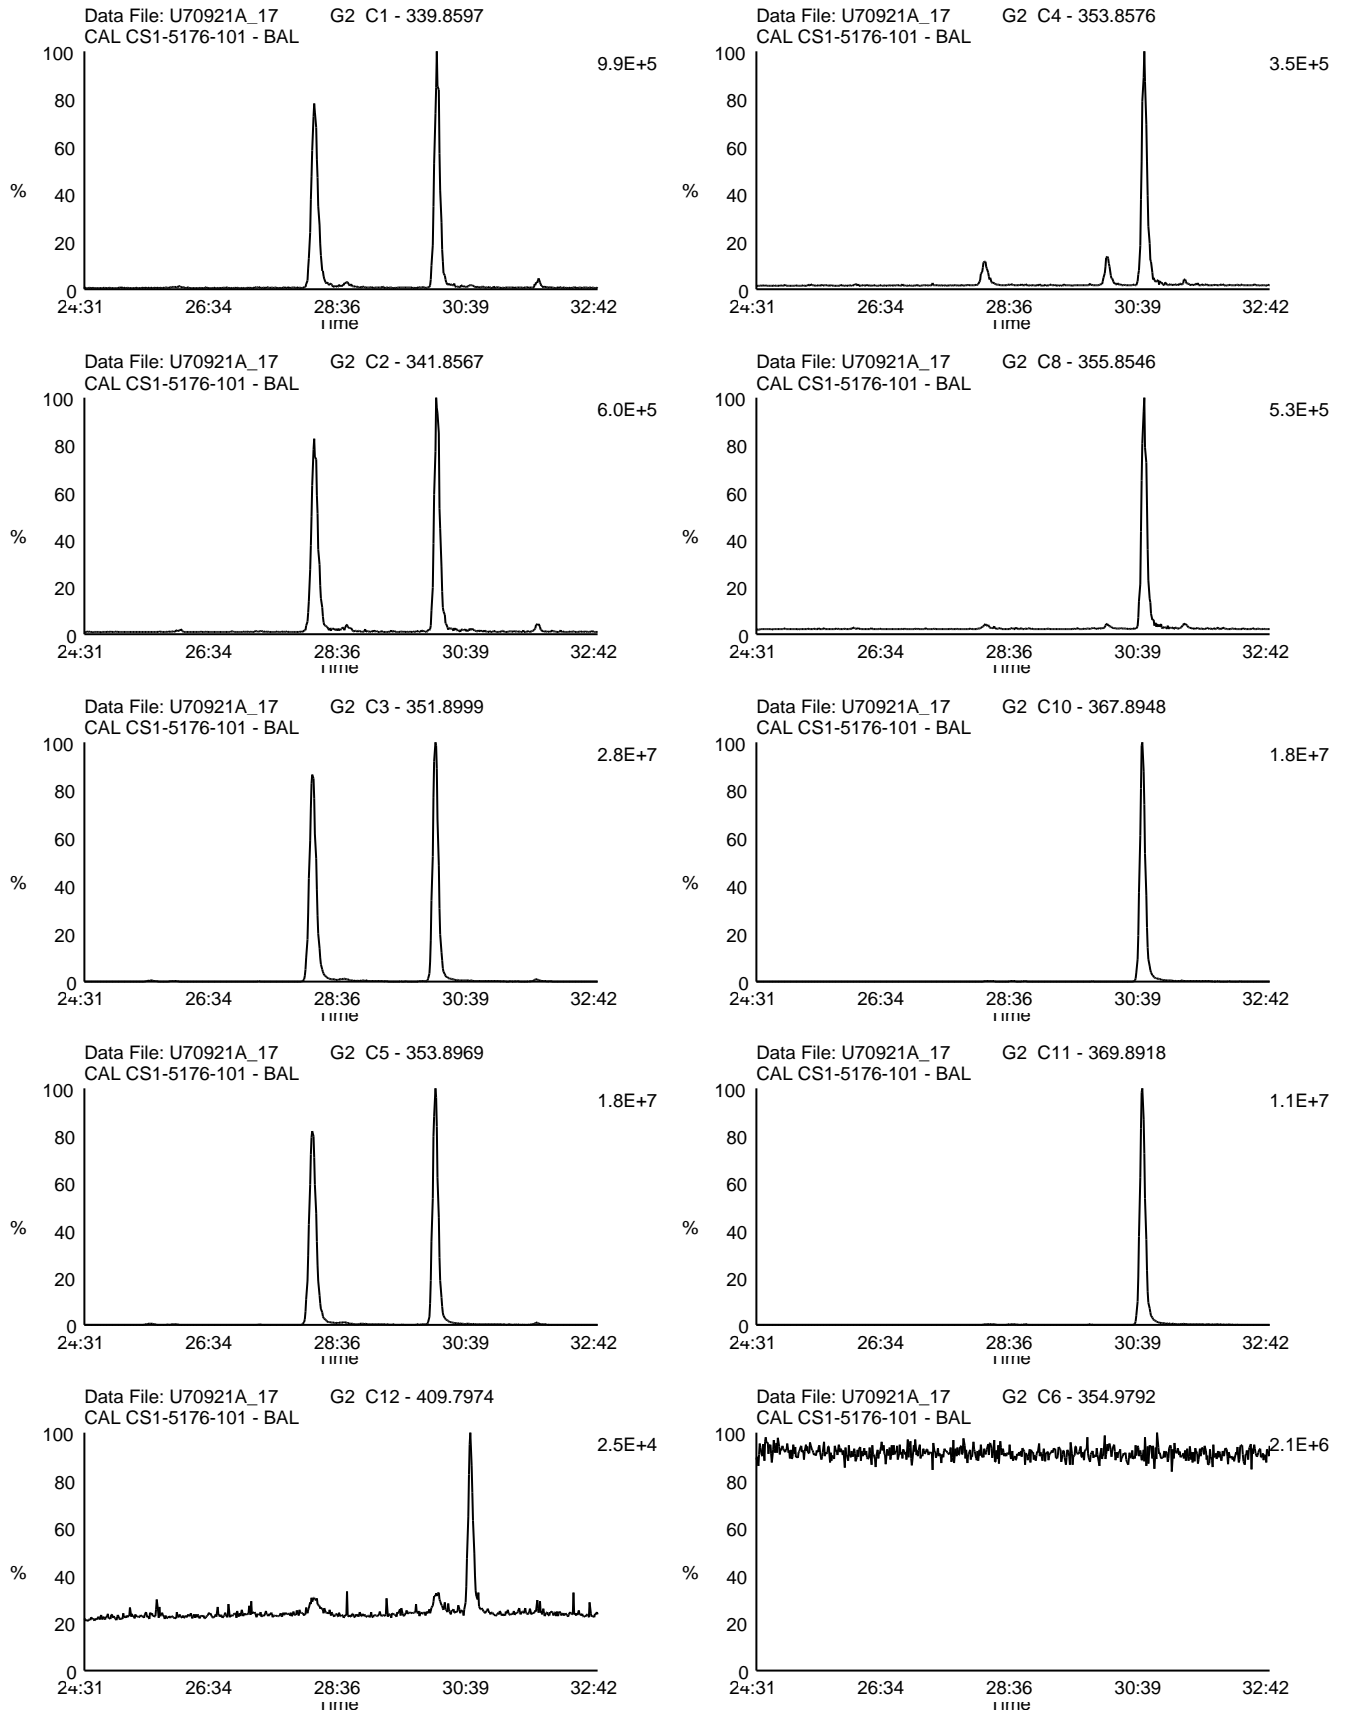 Data File: U70921A_17 G2 C1 - 339.8597
CAL CS1-5176-101 - BAL
9.9E+5
100
80
60
%
40
20
0
24:31 26:34 28:36 30:39 32:42
Time
Data File: U70921A_17 G2 C4 - 353.8576
CAL CS1-5176-101 - BAL
3.5E+5
100
80
60
%
40
20
0
24:31 26:34 28:36 30:39 32:42
Time
Data File: U70921A_17 G2 C2 - 341.8567
CAL CS1-5176-101 - BAL
6.0E+5
100
80
60
%
40
20
0
24:31 26:34 28:36 30:39 32:42
Time
Data File: U70921A_17 G2 C8 - 355.8546
CAL CS1-5176-101 - BAL
5.3E+5
100
80
60
%
40
20
0
24:31 26:34 28:36 30:39 32:42
Time
Data File: U70921A_17 G2 C3 - 351.8999
CAL CS1-5176-101 - BAL
2.8E+7
100
80
60
%
40
20
0
24:31 26:34 28:36 30:39 32:42
Time
Data File: U70921A_17 G2 C10 - 367.8948
CAL CS1-5176-101 - BAL
1.8E+7
100
80
60
%
40
20
0
24:31 26:34 28:36 30:39 32:42
Time
Data File: U70921A_17 G2 C5 - 353.8969
CAL CS1-5176-101 - BAL
1.8E+7
100
80
60
%
40
20
0
24:31 26:34 28:36 30:39 32:42
Time
Data File: U70921A_17 G2 C11 - 369.8918
CAL CS1-5176-101 - BAL
1.1E+7
100
80
60
%
40
20
0
24:31 26:34 28:36 30:39 32:42
Time
Data File: U70921A_17 G2 C12 - 409.7974
CAL CS1-5176-101 - BAL
2.5E+4
100
80
60
%
40
20
0
24:31 26:34 28:36 30:39 32:42
Time
Data File: U70921A_17 G2 C6 - 354.9792
CAL CS1-5176-101 - BAL
2.1E+6
100
80
60
%
40
20
0
24:31 26:34 28:36 30:39 32:42
Time